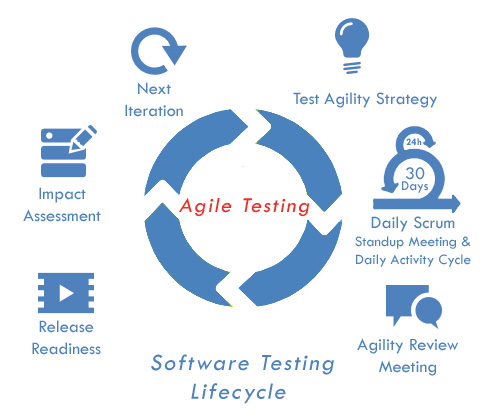 Next
Iteration
Test Agility Strategy
24h
30
Days
Impact
Assessment
Agile Testing
Daily Scrum
Standup Meeting &
Daily Activity Cycle
Release
Readiness
Agility Review
Meeting
Software Testing
Lifecycle